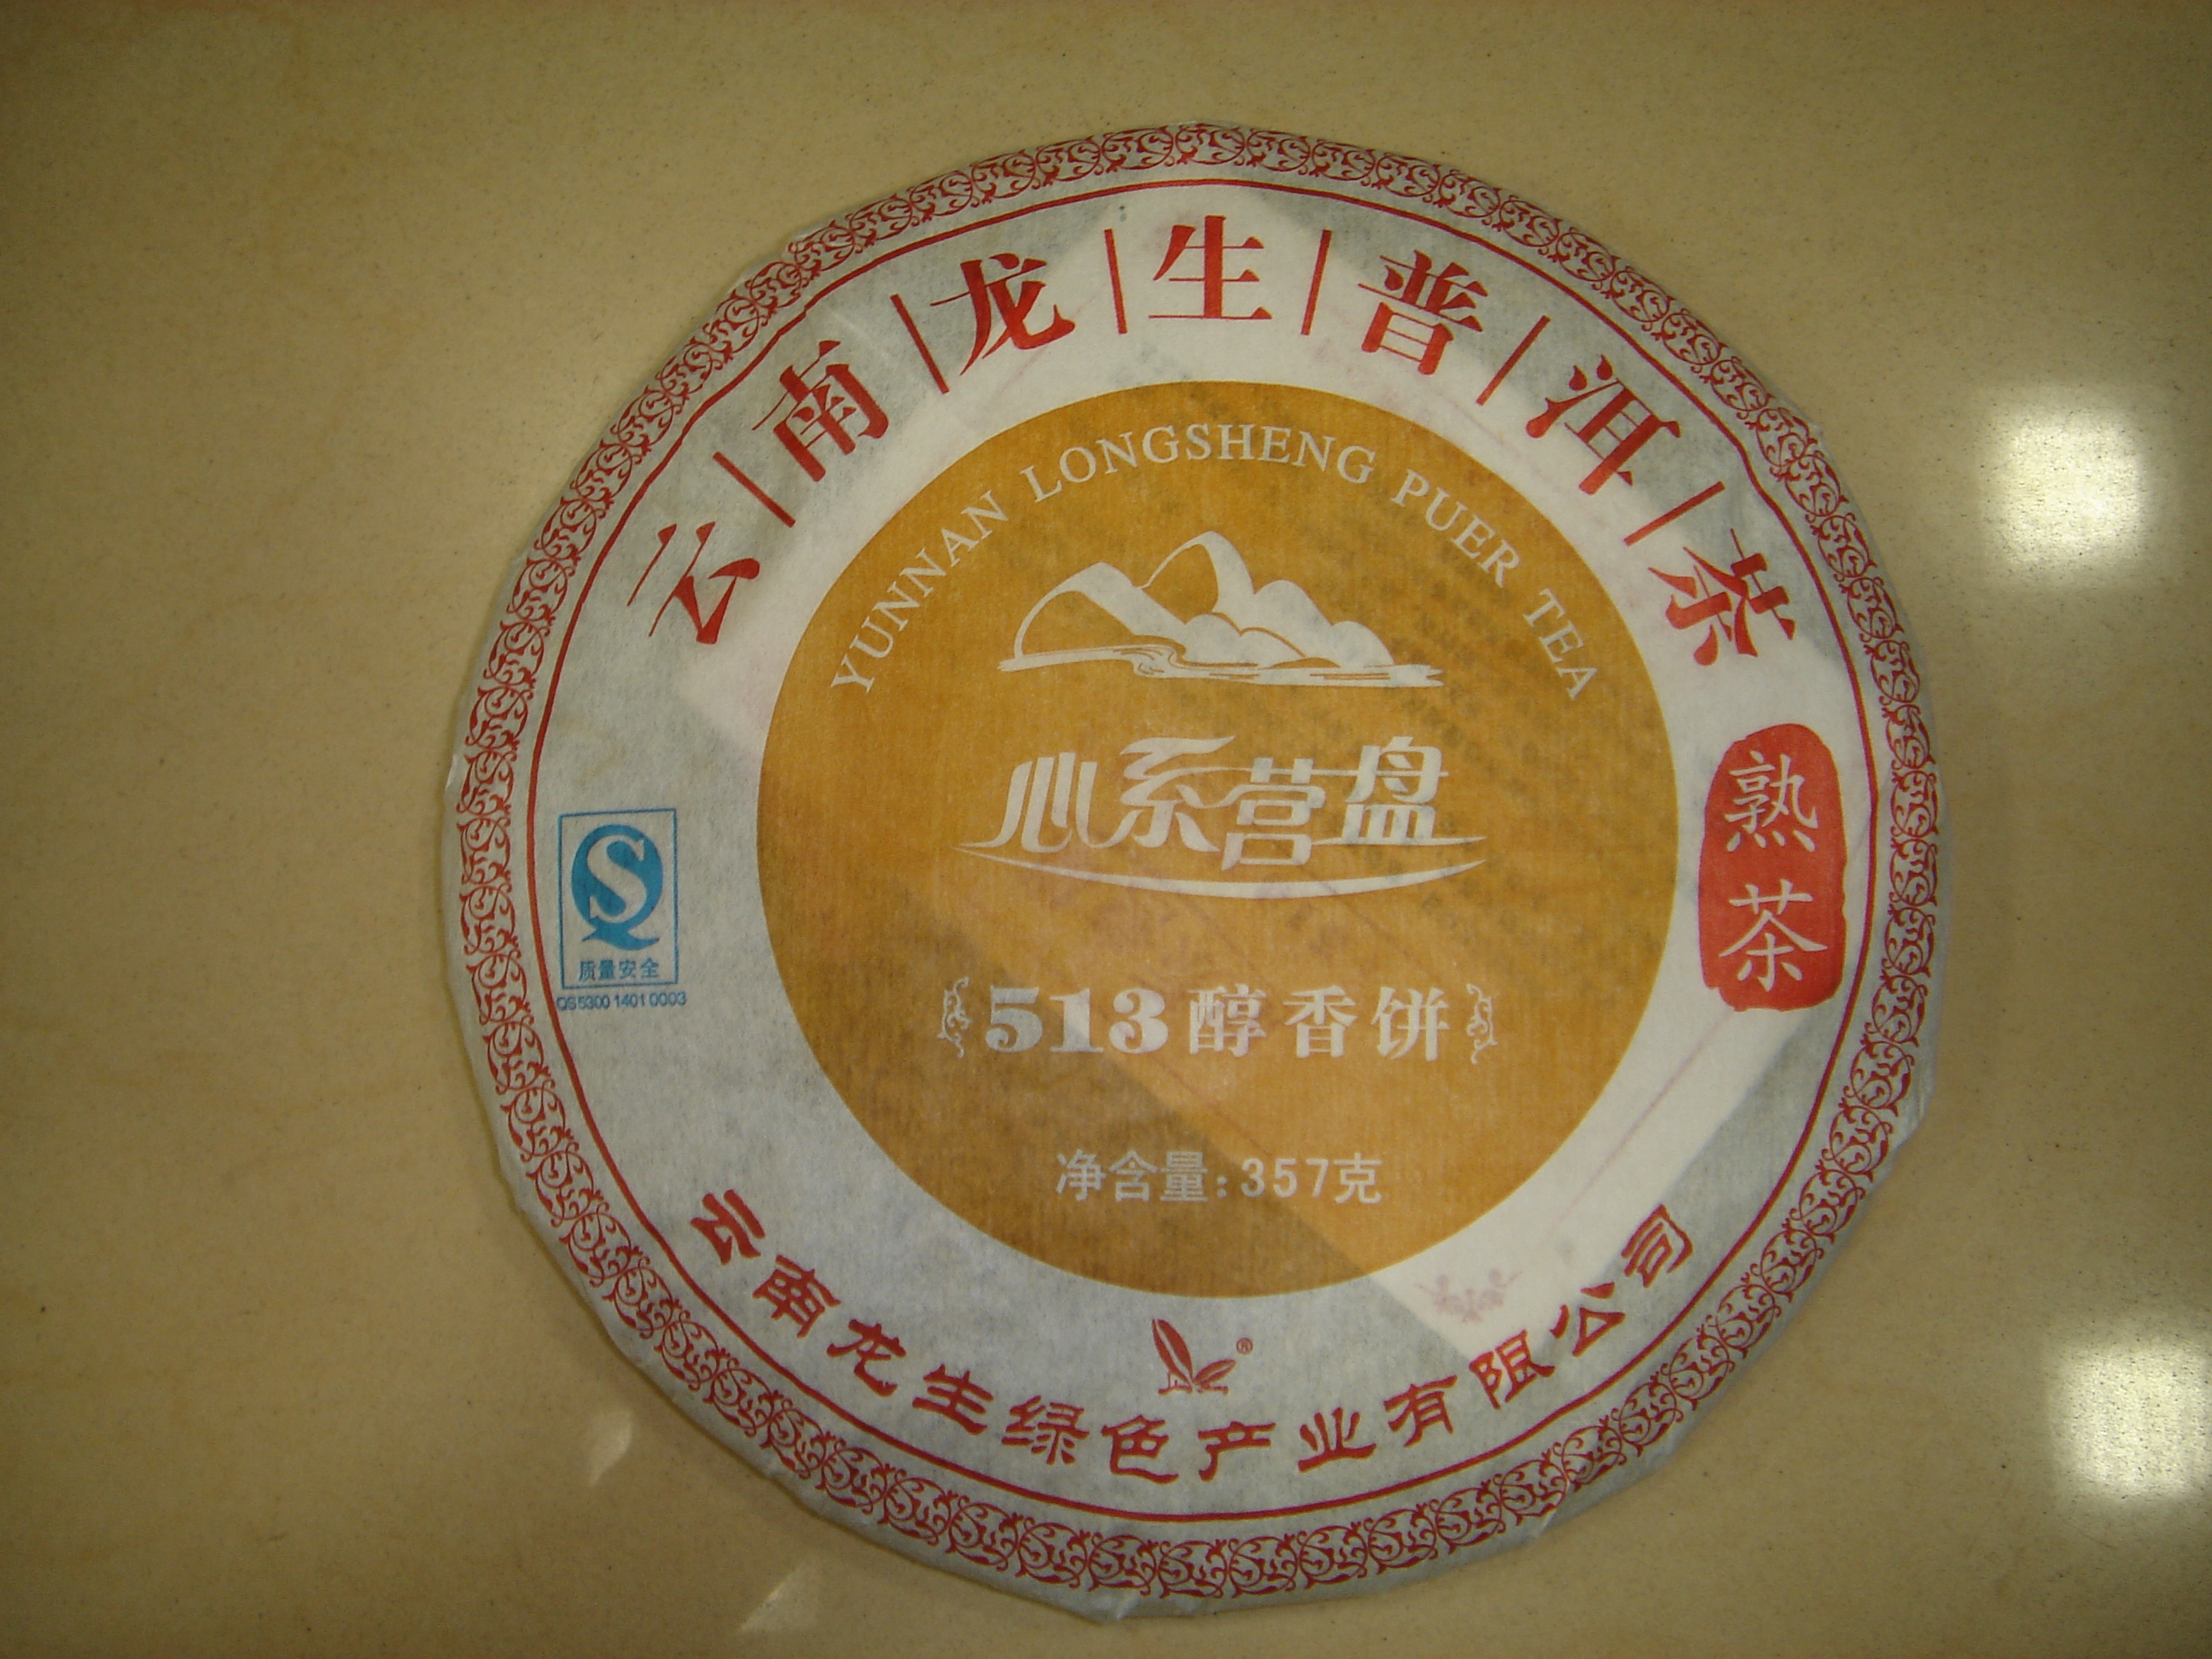 云南龙生普洱茶
YUNNAN LONGSHENG PUER TEA
心系营盘
熟茶
质量安全
QS5300 1401 0003
513醇香饼
净含量:357克
®
云南龙生绿色产业有限公司